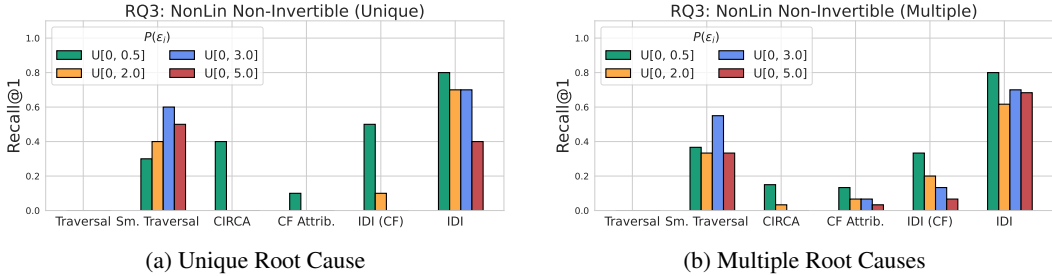 RQ3: NonLin Non-Invertible (Unique)
Recall@1
1.0
0.8
0.6
0.4
0.2
0.0
P(εᵢ)
U[0, 0.5] U[0, 3.0]
U[0, 2.0] U[0, 5.0]
Traversal Sm. Traversal CIRCA CF Attrib. IDI (CF) IDI
(a) Unique Root Cause
RQ3: NonLin Non-Invertible (Multiple)
Recall@1
1.0
0.8
0.6
0.4
0.2
0.0
P(εᵢ)
U[0, 0.5] U[0, 3.0]
U[0, 2.0] U[0, 5.0]
Traversal Sm. Traversal CIRCA CF Attrib. IDI (CF) IDI
(b) Multiple Root Causes